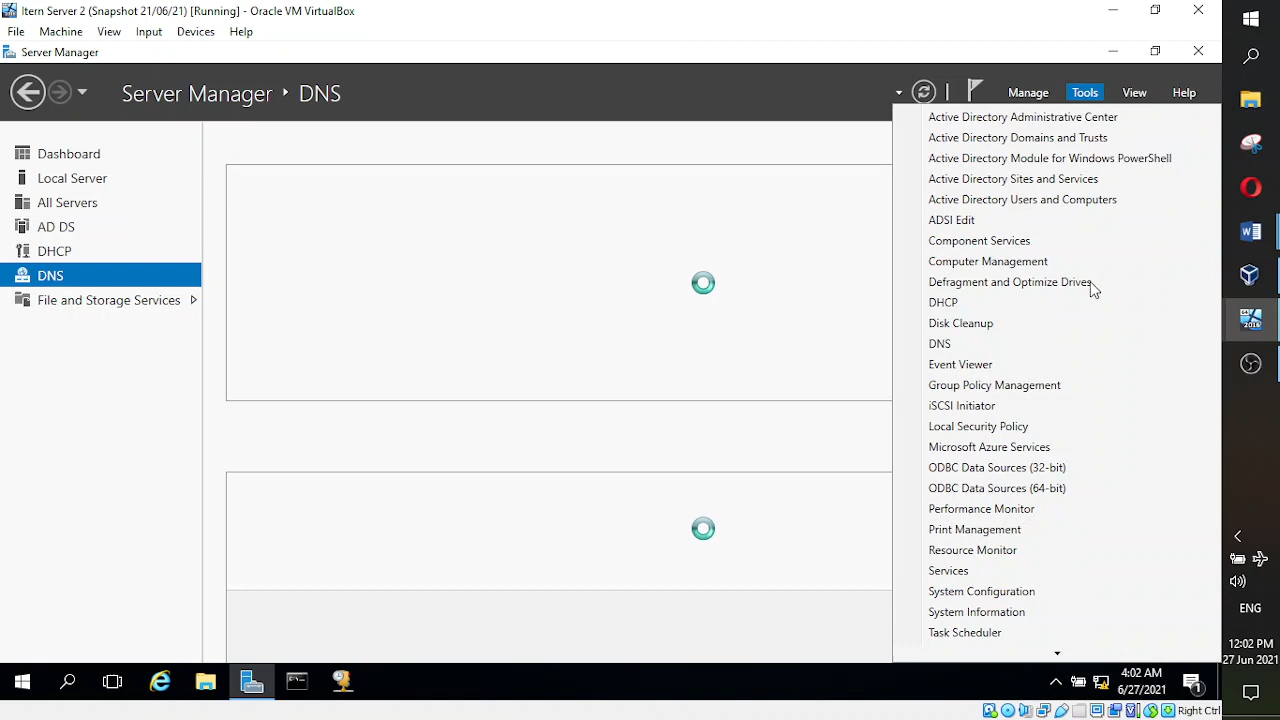 Itern Server 2 (Snapshot 21/06/21) [Running] - Oracle VM VirtualBox
File Machine View Input Devices Help
Server Manager
Server Manager ‣ DNS
Manage Tools View Help
Dashboard
Local Server
All Servers
AD DS
DHCP
DNS
File and Storage Services
Active Directory Administrative Center
Active Directory Domains and Trusts
Active Directory Module for Windows PowerShell
Active Directory Sites and Services
Active Directory Users and Computers
ADSI Edit
Component Services
Computer Management
Defragment and Optimize Drives
DHCP
Disk Cleanup
DNS
Event Viewer
Group Policy Management
iSCSI Initiator
Local Security Policy
Microsoft Azure Services
ODBC Data Sources (32-bit)
ODBC Data Sources (64-bit)
Performance Monitor
Print Management
Resource Monitor
Services
System Configuration
System Information
Task Scheduler
4:02 AM
6/27/2021
1
Right Ctrl
ENG
12:02 PM
27 Jun 2021